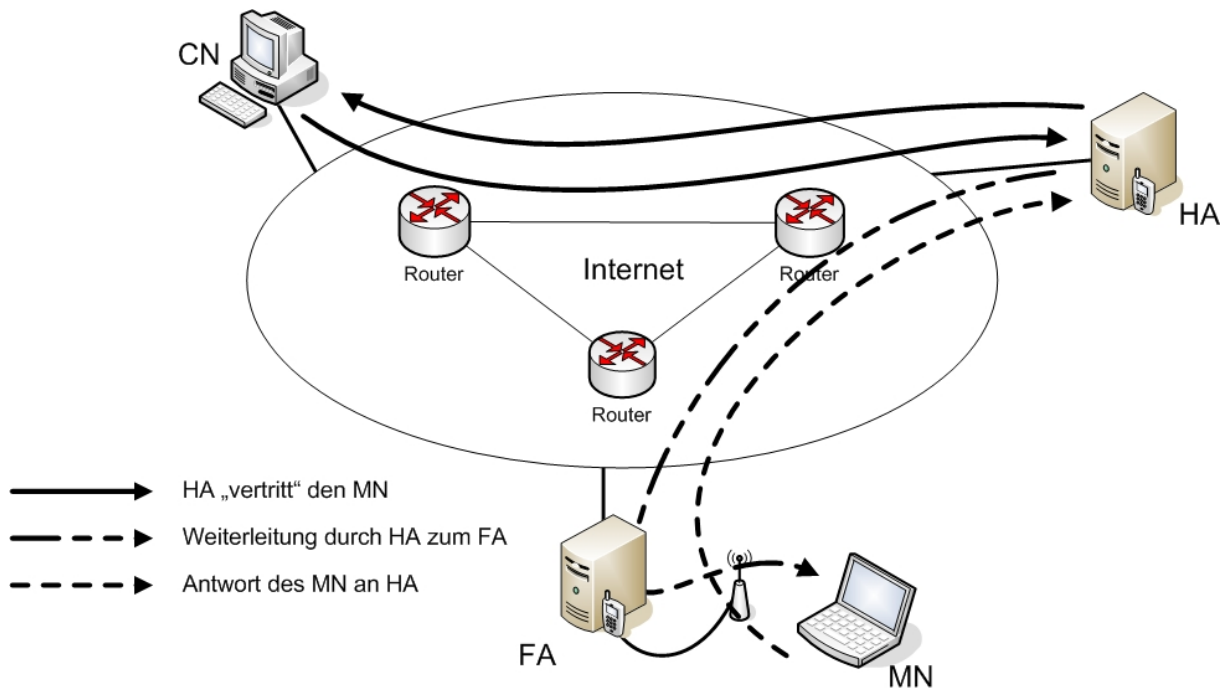 CN
HA
Router
Internet
Router
Router
HA „vertritt“ den MN
Weiterleitung durch HA zum FA
Antwort des MN an HA
FA
MN